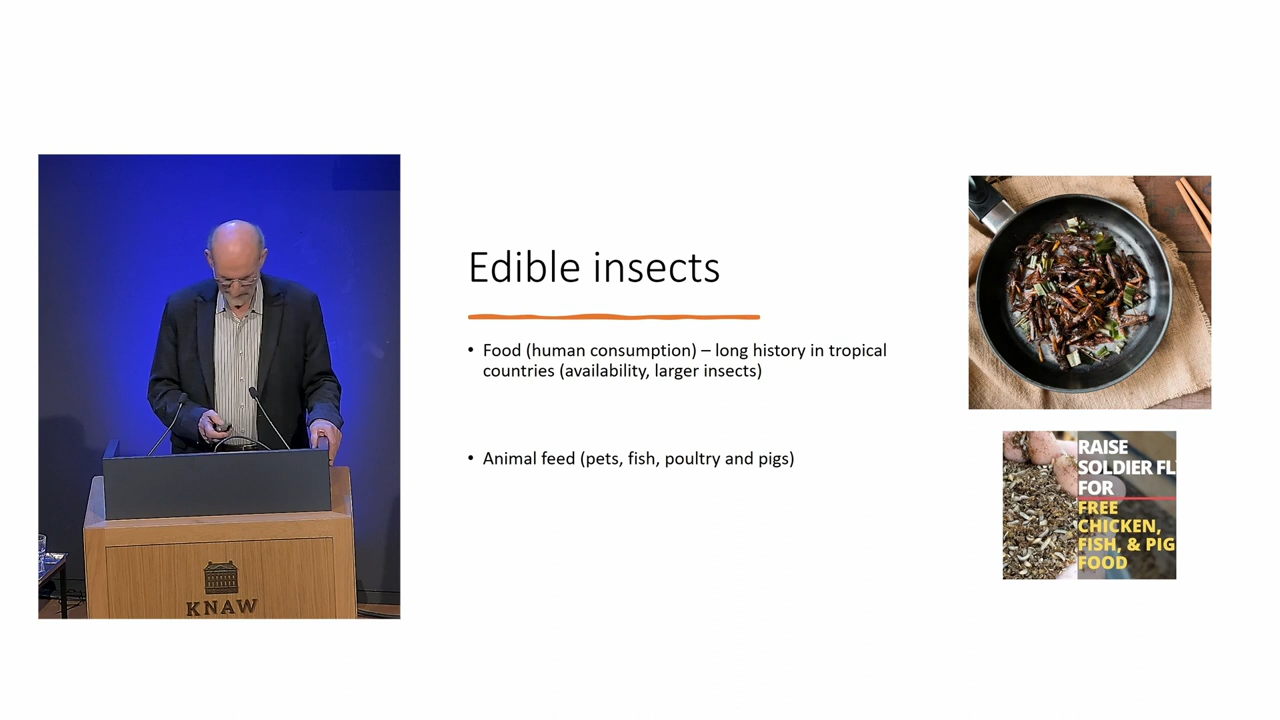 KNAW
Edible insects
• Food (human consumption) – long history in tropical
countries (availability, larger insects)
• Animal feed (pets, fish, poultry and pigs)
RAISE
SOLDIER FL
FOR
FREE
CHICKEN,
FISH, & PIG
FOOD